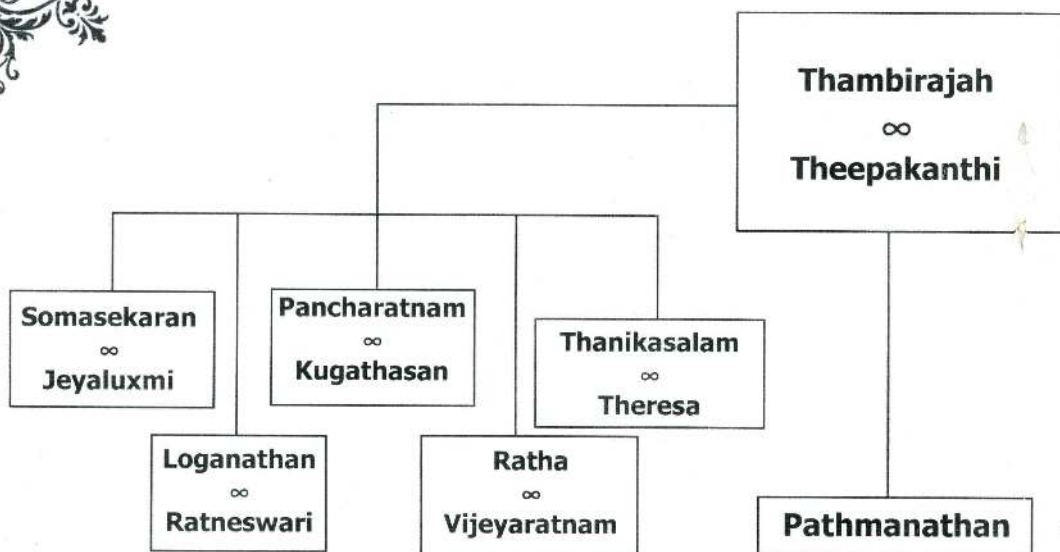 Thambirajah
∞
Theepakanthi
Somasekaran
∞
Jeyaluxmi
Pancharatnam
∞
Kugathasan
Thanikasalam
∞
Theresa
Loganathan
∞
Ratneswari
Ratha
∞
Vijeyaratnam
Pathmanathan